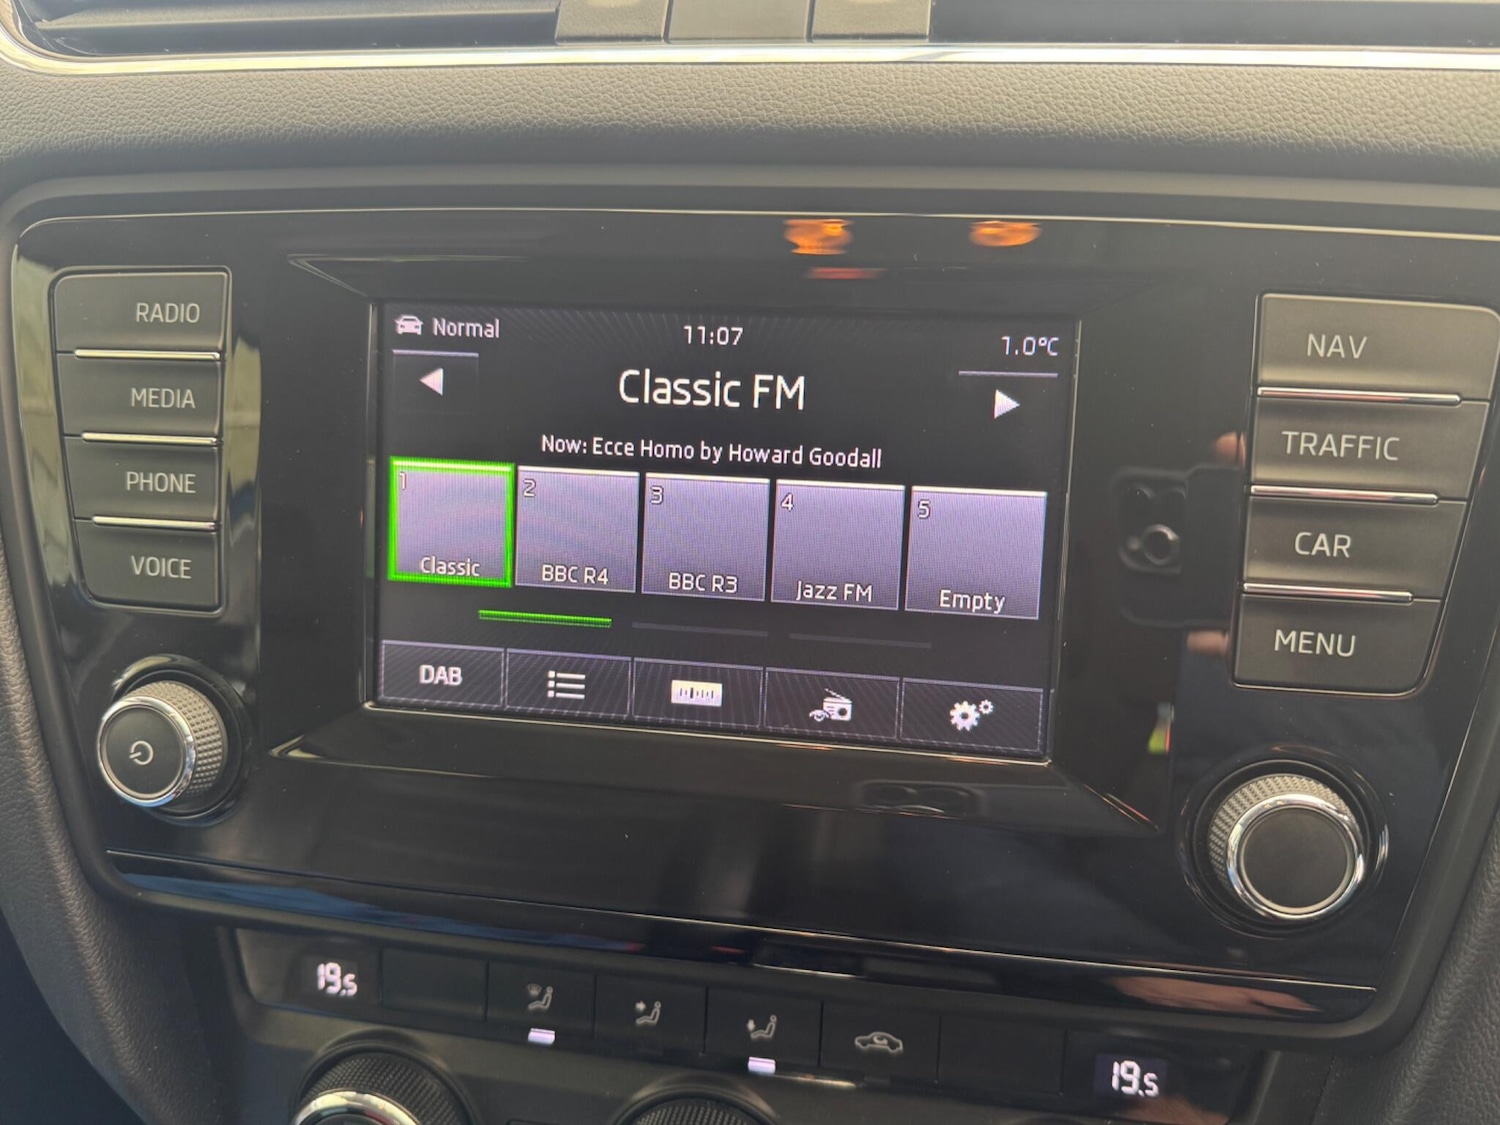 RADIO
MEDIA
PHONE
VOICE
Normal
11:07
1.0°C
Classic FM
Now: Ecce Homo by Howard Goodall
1
Classic
2
BBC R4
3
BBC R3
4
Jazz FM
5
Empty
DAB
NAV
TRAFFIC
CAR
MENU
19.5
19.5